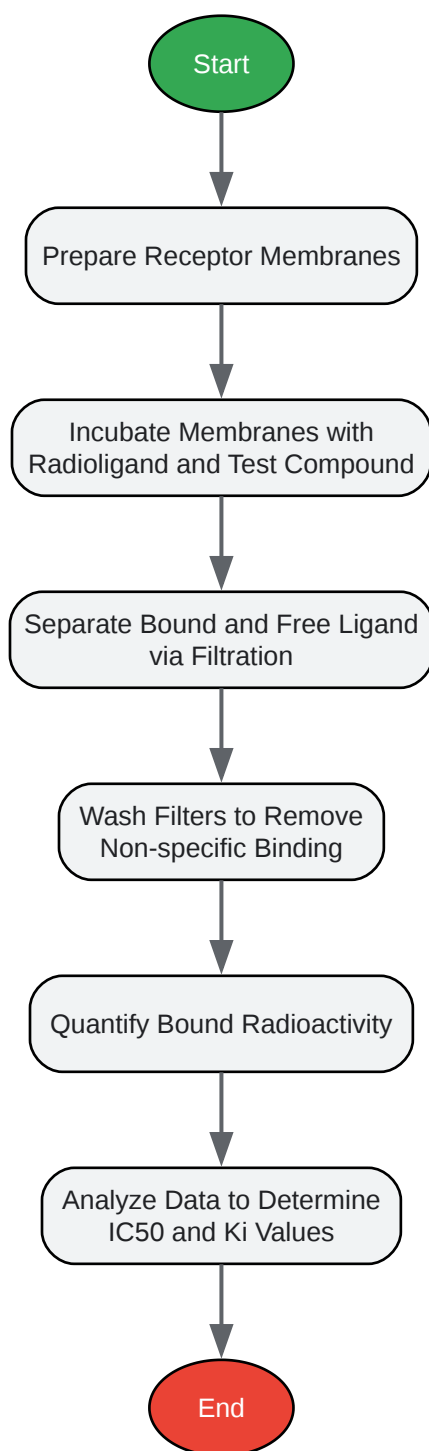 Start
Prepare Receptor Membranes
Incubate Membranes with
Radioligand and Test Compound
Separate Bound and Free Ligand
via Filtration
Wash Filters to Remove
Non-specific Binding
Quantify Bound Radioactivity
Analyze Data to Determine
IC50 and Ki Values
End